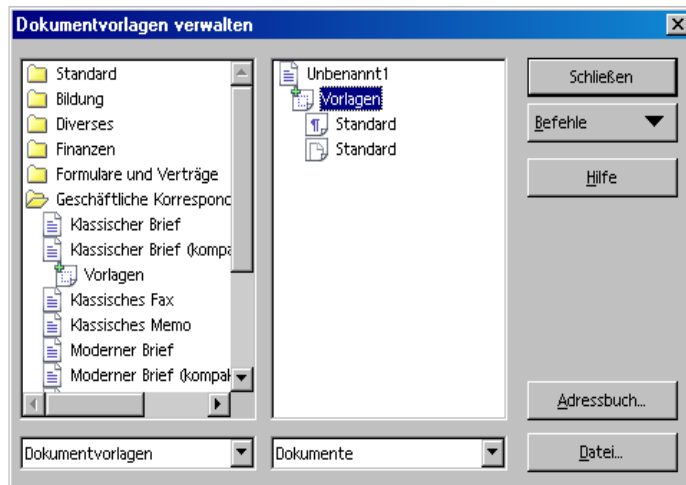 Dokumentvorlagen verwalten
Standard
Bildung
Diverses
Finanzen
Formulare und Verträge
Geschäftliche Korrespond
Klassischer Brief
Klassischer Brief (kompa
Vorlagen
Klassisches Fax
Klassisches Memo
Moderner Brief
Moderner Brief (kompak
Dokumentvorlagen
Unbenannt1
Vorlagen
Standard
Standard
Dokumente
Schließen
Befehle
Hilfe
Adressbuch...
Datei...